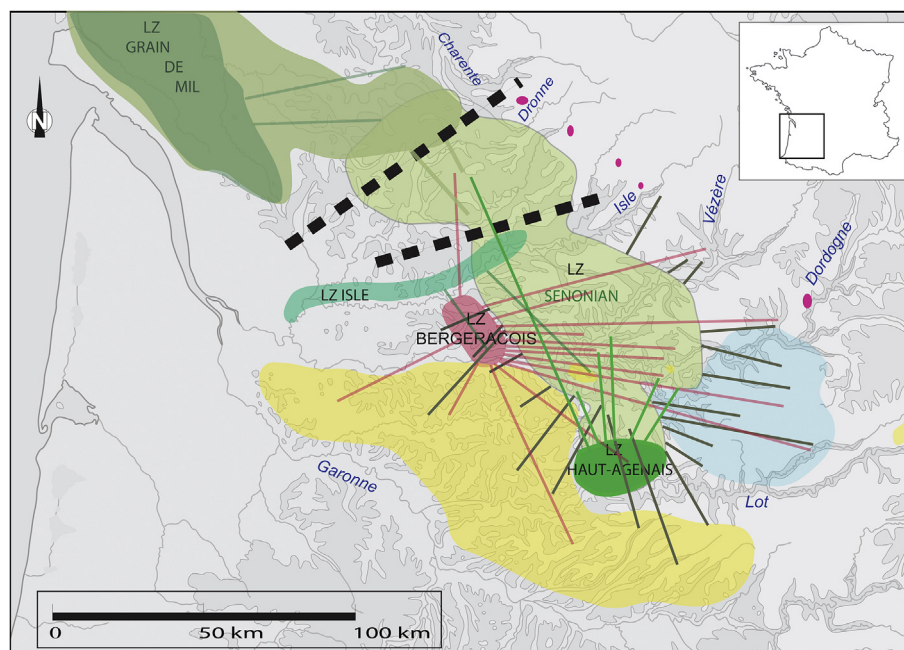 LZ
GRAIN
DE
MIL
N
Charente
Dronne
Isle
Vézère
Dordogne
LZ
SENONIAN
LZ ISLE
LZ
BERGERACOIS
LZ
HAUT-AGENAIS
Garonne
Lot
0 50 km 100 km